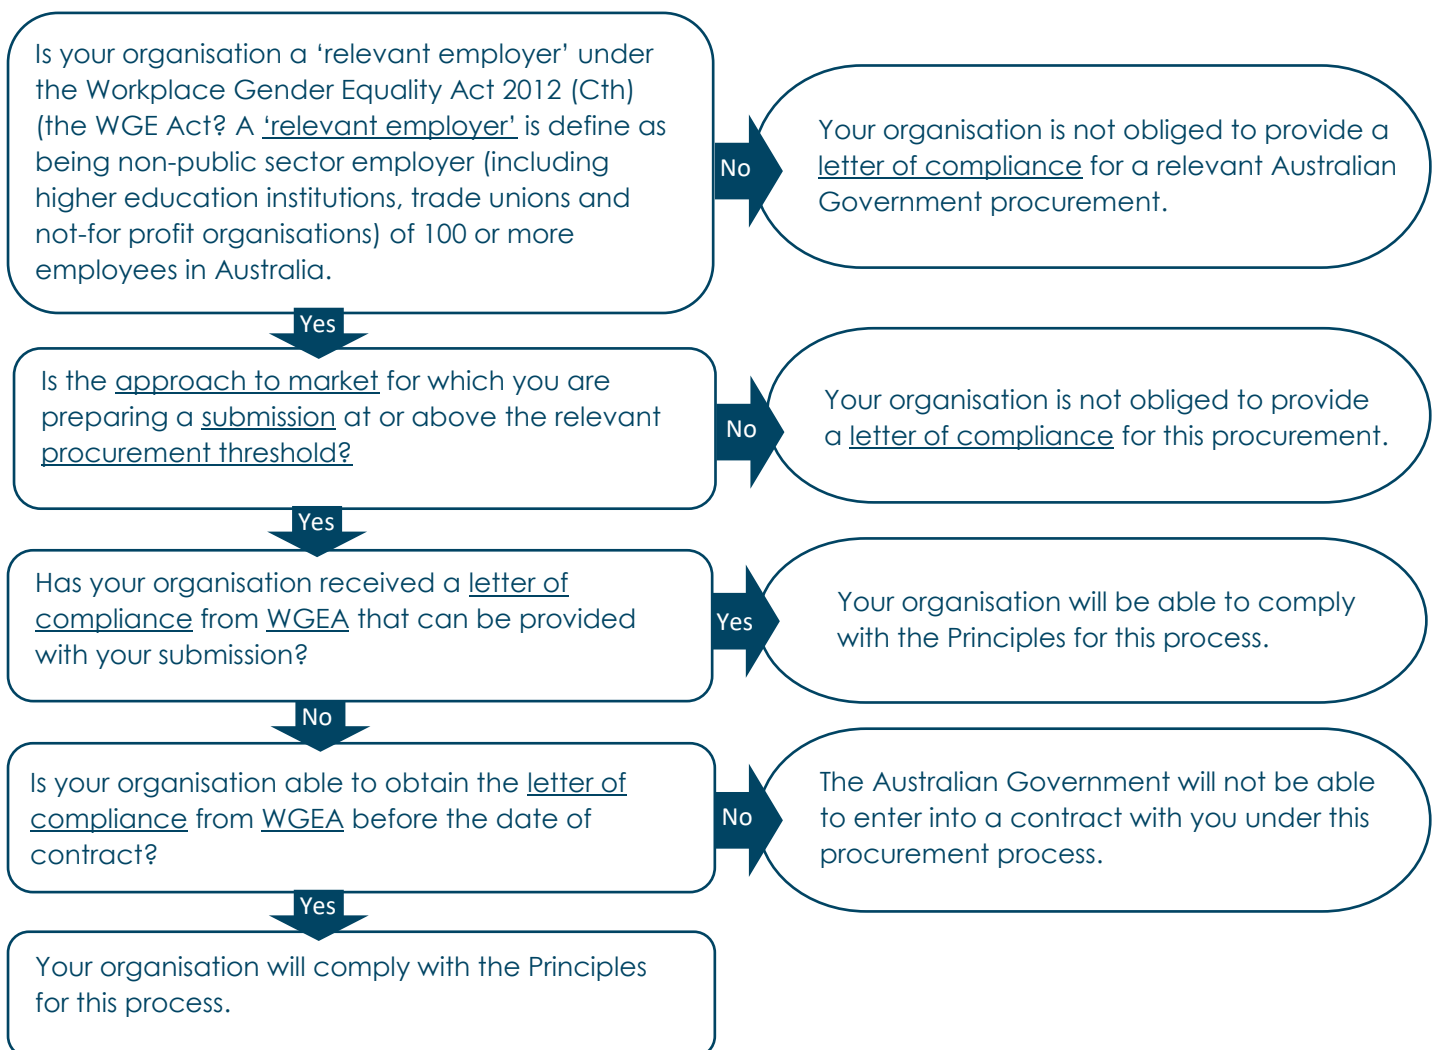 Is your organisation a ‘relevant employer’ under
the Workplace Gender Equality Act 2012 (Cth)
(the WGE Act? A ‘relevant employer’ is define as
being non-public sector employer (including
higher education institutions, trade unions and
not-for profit organisations) of 100 or more
employees in Australia.
No
Your organisation is not obliged to provide a
letter of compliance for a relevant Australian
Government procurement.
Yes
Is the approach to market for which you are
preparing a submission at or above the relevant
procurement threshold?
No
Your organisation is not obliged to provide
a letter of compliance for this procurement.
Yes
Has your organisation received a letter of
compliance from WGEA that can be provided
with your submission?
Yes
Your organisation will be able to comply
with the Principles for this process.
No
Is your organisation able to obtain the letter of
compliance from WGEA before the date of
contract?
No
The Australian Government will not be able
to enter into a contract with you under this
procurement process.
Yes
Your organisation will comply with the Principles
for this process.